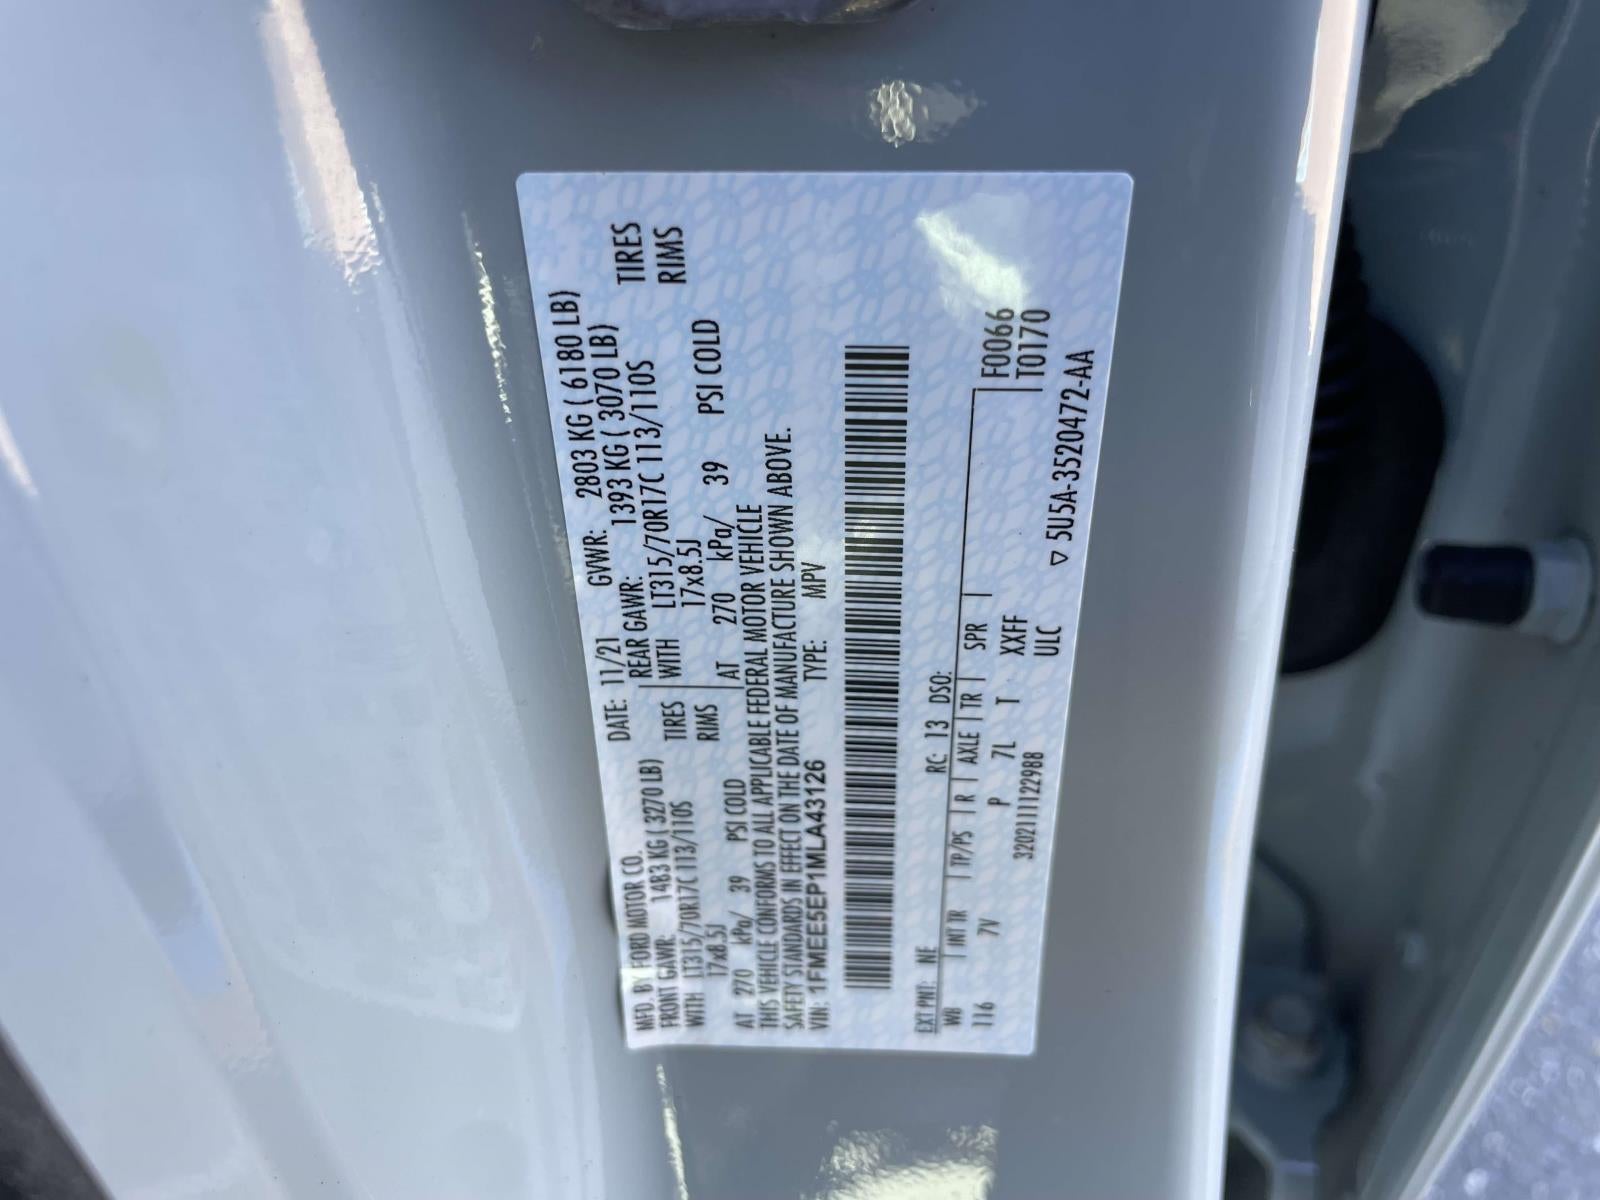 MFD. BY FORD MOTOR CO.
DATE: 11/21 GVWR: 2803 KG ( 6180 LB)
FRONT GAWR: 1483 KG ( 3270 LB) REAR GAWR: 1393 KG ( 3070 LB)
WITH LT315/70R17C 113/110S TIRES WITH LT315/70R17C 113/110S TIRES
17x8.5J RIMS 17x8.5J RIMS
AT 270 kPa/ 39 PSI COLD AT 270 kPa/ 39 PSI COLD
THIS VEHICLE CONFORMS TO ALL APPLICABLE FEDERAL MOTOR VEHICLE
SAFETY STANDARDS IN EFFECT ON THE DATE OF MANUFACTURE SHOWN ABOVE.
VIN: 1FMEE5EP1MLA43126 TYPE: MPV
EXT PNT: NE RC: 13 DSO:
WB | INT TR | TP/PS | R | AXLE | TR | SPR | F0066
116 7V P 7L T XXFF T0170
3202111122988 ULC
▽ 5U5A-3520472-AA